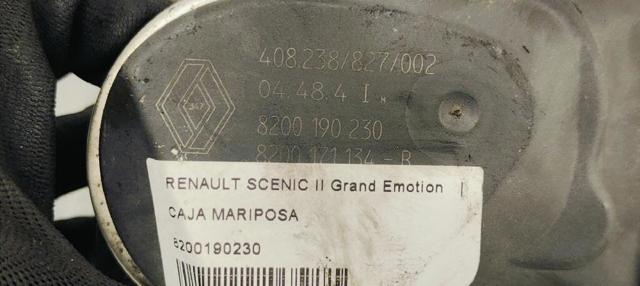 408.238/827/002
04.48.4 I
8200 190 230
8200 171 134 - B
RENAULT SCENIC II Grand Emotion |
CAJA MARIPOSA
8200190230